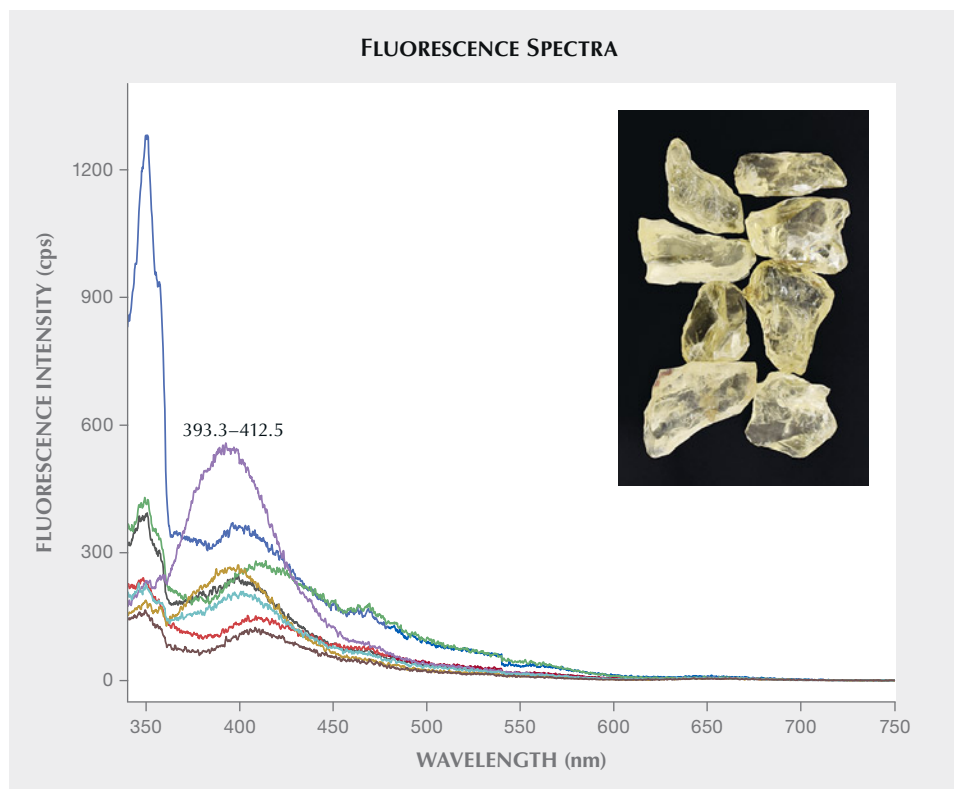 FLUORESCENCE SPECTRA
FLUORESCENCE INTENSITY (cps)
1200
900
600
300
0
393.3–412.5
350 400 450 500 550 600 650 700 750
WAVELENGTH (nm)